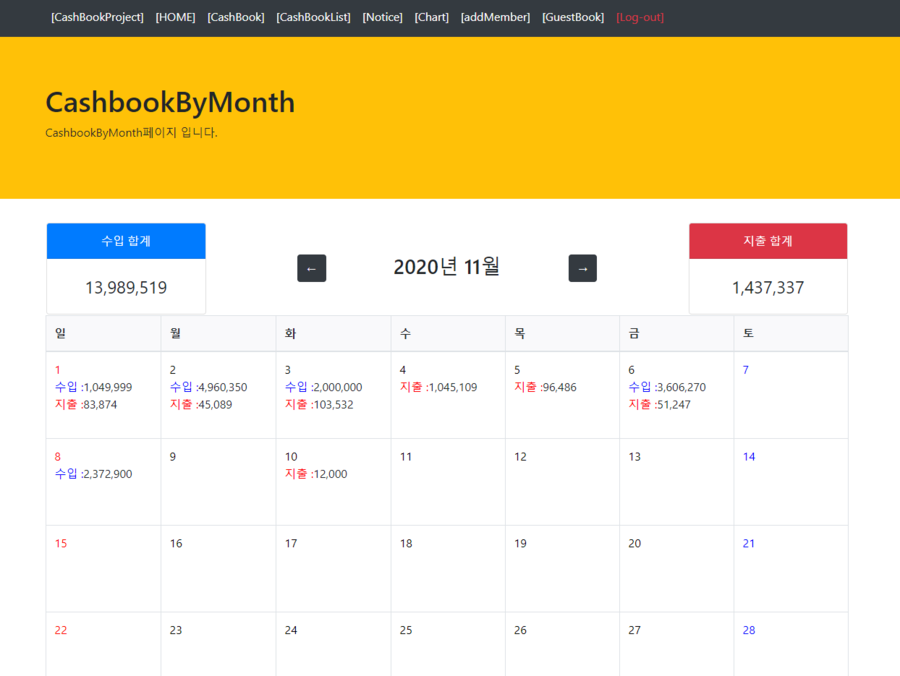 [CashBookProject] [HOME] [CashBook] [CashBookList] [Notice] [Chart] [addMember] [GuestBook] [Log-out]
CashbookByMonth
CashbookByMonth페이지 입니다.
수입 합계
13,989,519
← 2020년 11월 →
지출 합계
1,437,337
일 월 화 수 목 금 토
1 2 3 4 5 6 7
수입 :1,049,999 수입 :4,960,350 수입 :2,000,000 지출 :1,045,109 지출 :96,486 수입 :3,606,270
지출 :83,874 지출 :45,089 지출 :103,532 지출 :51,247
8 9 10 11 12 13 14
수입 :2,372,900 지출 :12,000
15 16 17 18 19 20 21
22 23 24 25 26 27 28